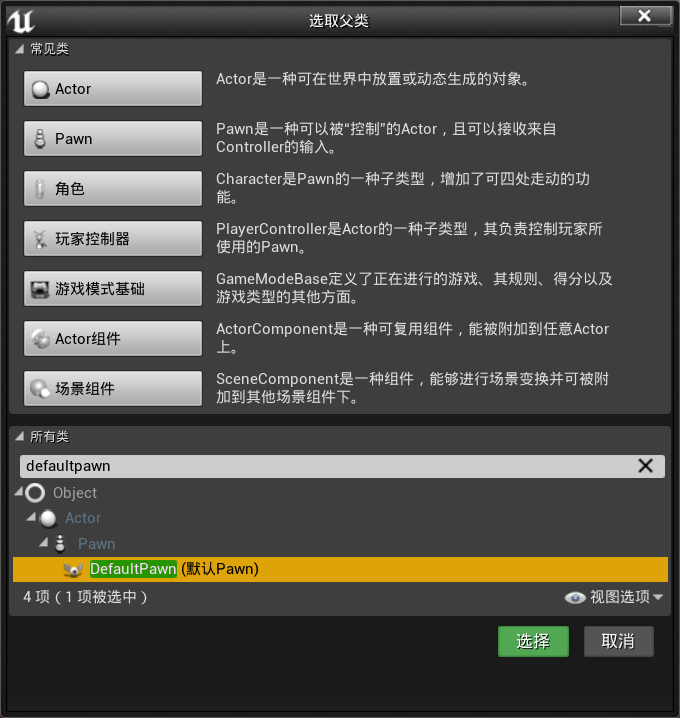 选取父类
常见类
Actor
Actor是一种可在世界中放置或动态生成的对象。
Pawn
Pawn是一种可以被“控制”的Actor，且可以接收来自
Controller的输入。
角色
Character是Pawn的一种子类型，增加了可四处走动的功
能。
玩家控制器
PlayerController是Actor的一种子类型，其负责控制玩家所
使用的Pawn。
游戏模式基础
GameModeBase定义了正在进行的游戏、其规则、得分以及
游戏类型的其他方面。
Actor组件
ActorComponent是一种可复用组件，能被附加到任意Actor
上。
场景组件
SceneComponent是一种组件，能够进行场景变换并可被附
加到其他场景组件下。
所有类
defaultpawn
Object
Actor
Pawn
DefaultPawn (默认Pawn)
4 项（1 项被选中）
视图选项
选择
取消